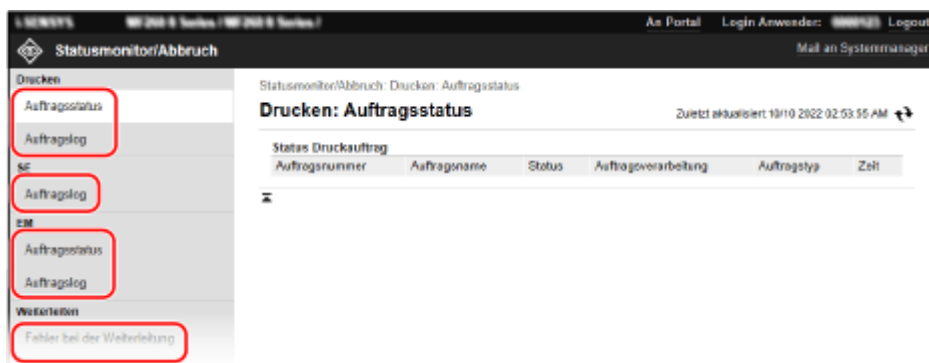 An Portal Login Anwender: Logout
Statusmonitor/Abbruch
Mail an Systemmanager
Drucken
Auftragsstatus
Auftragslog
SE
Auftragslog
EM
Auftragsstatus
Auftragslog
Weiterleiten
Fehler bei der Weiterleitung
Statusmonitor/Abbruch: Drucken: Auftragsstatus
Drucken: Auftragsstatus
Zuletzt aktualisiert: 10/10 2022 02:53:55 AM
Status Druckauftrag
Auftragsnummer Auftragsname Status Auftragsverarbeitung Auftragstyp Zeit